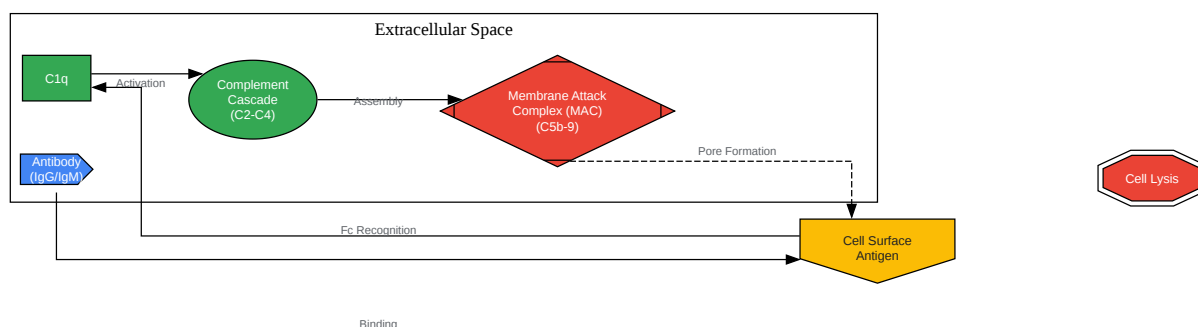 Extracellular Space
C1q
Activation
Complement
Cascade
(C2-C4)
Assembly
Membrane Attack
Complex (MAC)
(C5b-9)
Pore Formation
Antibody
(IgG/IgM)
Cell Lysis
Fc Recognition
Cell Surface
Antigen
Binding